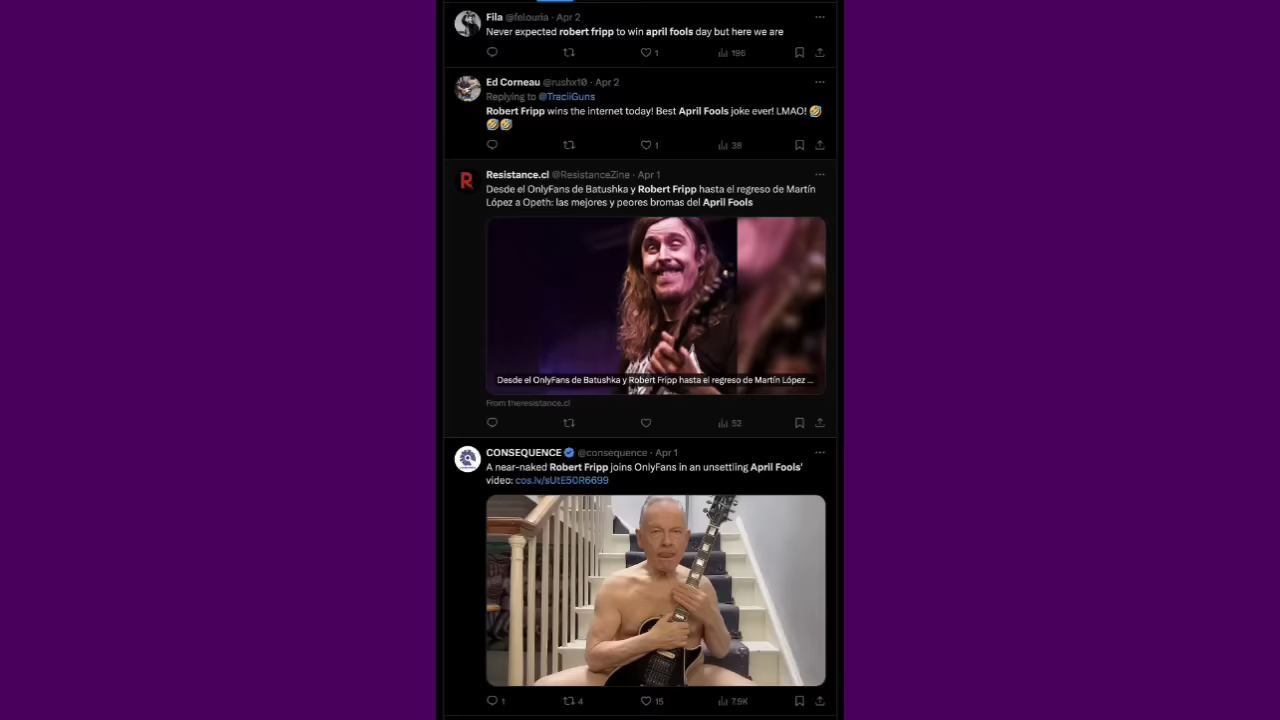 Fila @felouria · Apr 2
Never expected robert fripp to win april fools day but here we are
1 196
Ed Corneau @rushx10 · Apr 2
Replying to @TraciiGuns
Robert Fripp wins the internet today! Best April Fools joke ever! LMAO! 🤣
🤣🤣
1 38
R
Resistance.cl @ResistanceZine · Apr 1
Desde el OnlyFans de Batushka y Robert Fripp hasta el regreso de Martín
López a Opeth: las mejores y peores bromas del April Fools
Desde el OnlyFans de Batushka y Robert Fripp hasta el regreso de Martín López ...
From theresistance.cl
52
CONSEQUENCE @consequence · Apr 1
A near-naked Robert Fripp joins OnlyFans in an unsettling April Fools'
video: cos.lv/sUtE50R6699
1 4 15 7.9K